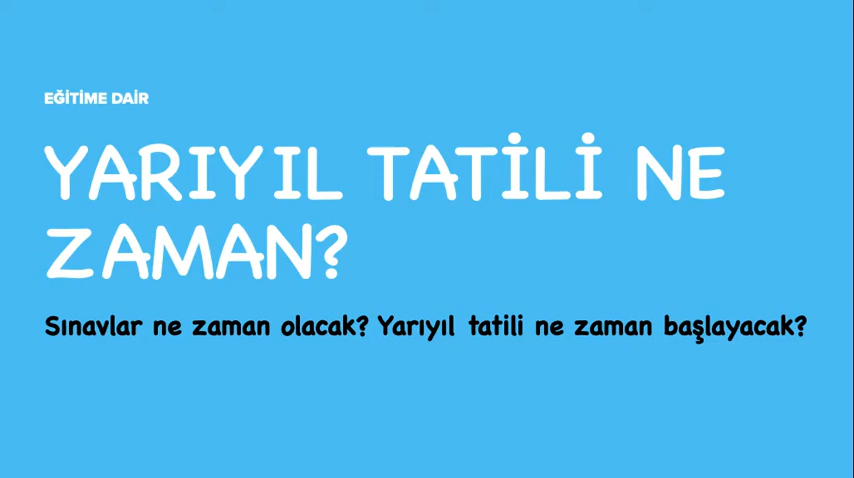 EĞİTİME DAİR
YARIYIL TATİLİ NE
ZAMAN?
Sınavlar ne zaman olacak? Yarıyıl tatili ne zaman başlayacak?